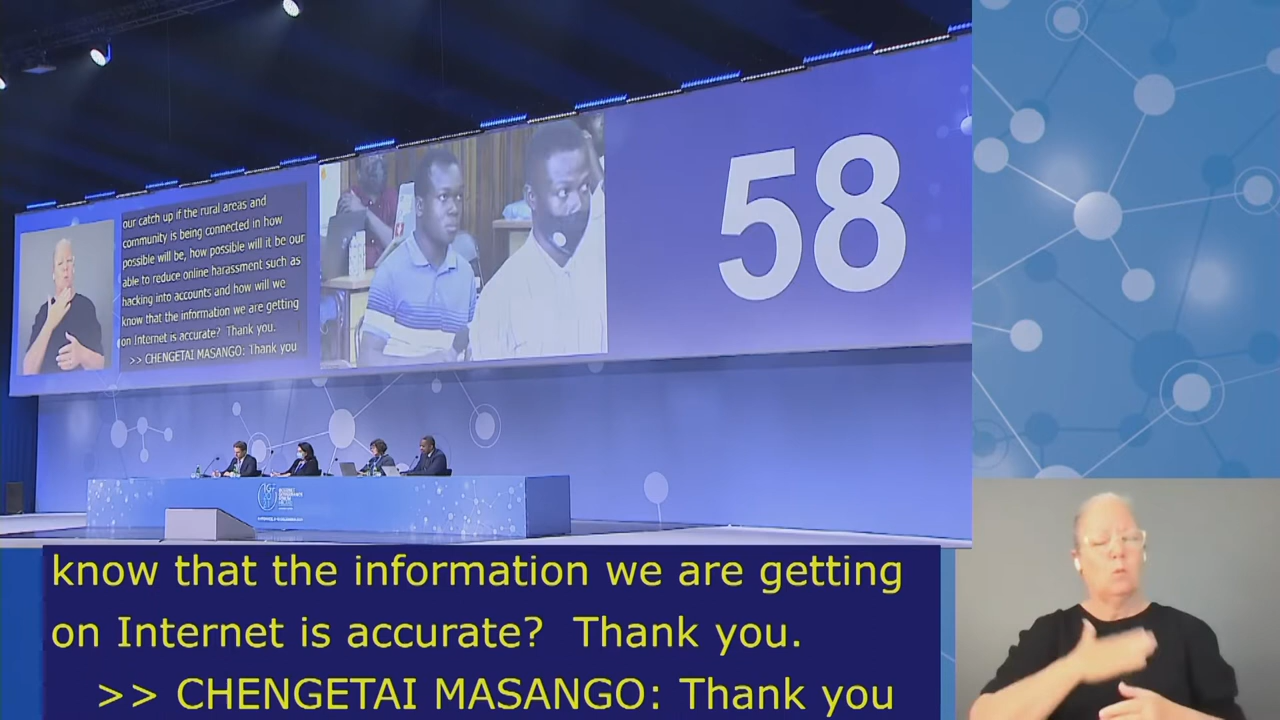 our catch up if the rural areas and
community is being connected in how
possible will be, how possible will it be our
able to reduce online harassment such as
hacking into accounts and how will we
know that the information we are getting
on Internet is accurate?  Thank you.
>> CHENGETAI MASANGO: Thank you
58
know that the information we are getting
on Internet is accurate?  Thank you.
>> CHENGETAI MASANGO: Thank you